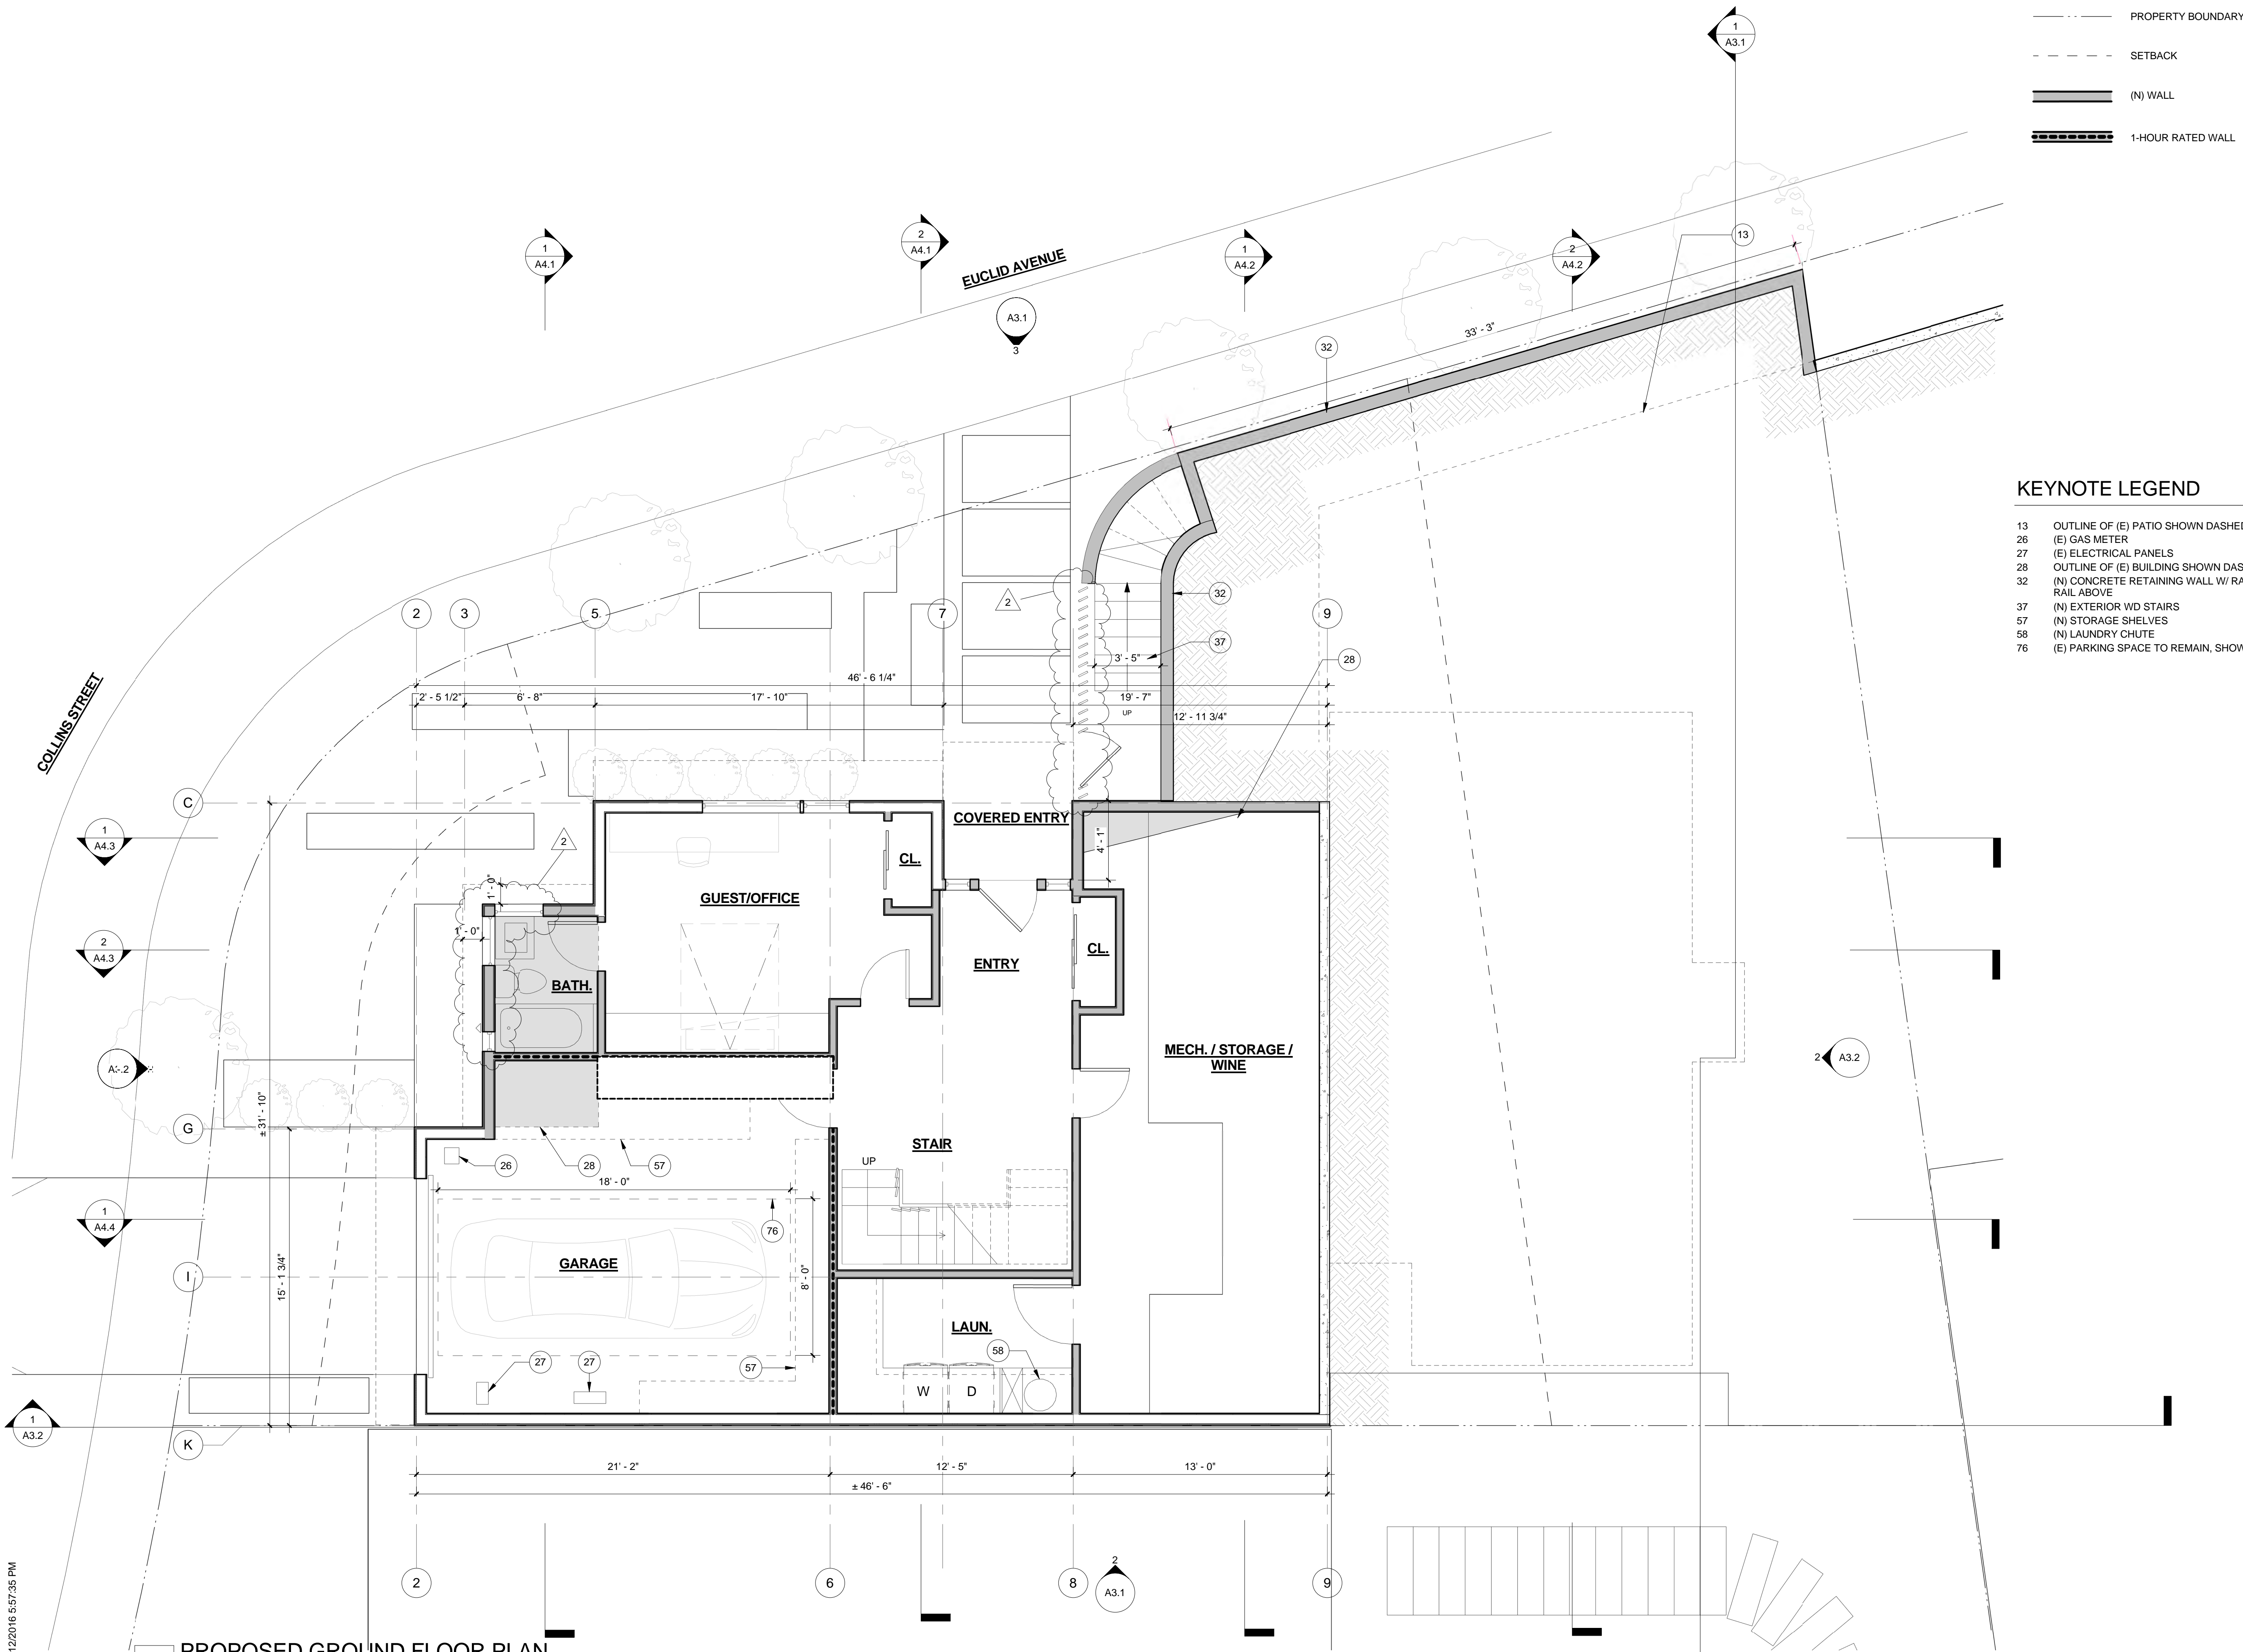 PROPERTY BOUNDARY
SETBACK
(N) WALL
1-HOUR RATED WALL
1
A3.1
1
A4.1
2
A4.1
1
A4.2
2
A4.2
13
EUCLID AVENUE
A3.1
3
33' - 3"
32
KEYNOTE LEGEND
13 OUTLINE OF (E) PATIO SHOWN DASHED
26 (E) GAS METER
27 (E) ELECTRICAL PANELS
28 OUTLINE OF (E) BUILDING SHOWN DAS
32 (N) CONCRETE RETAINING WALL W/ RA
RAIL ABOVE
37 (N) EXTERIOR WD STAIRS
57 (N) STORAGE SHELVES
58 (N) LAUNDRY CHUTE
76 (E) PARKING SPACE TO REMAIN, SHOW
2
3
5
7
2
32
9
37
28
3' - 5"
46' - 6 1/4"
2' - 5 1/2"
6' - 8"
17' - 10"
19' - 7"
UP
12' - 11 3/4"
COLLINS STREET
C
COVERED ENTRY
1
A4.3
2
4' - 1"
CL.
1' - 0"
GUEST/OFFICE
1' - 0"
2
A4.3
ENTRY
CL.
BATH.
MECH. / STORAGE /
WINE
2
A3.2
± 31' - 10"
G
STAIR
UP
26
28
57
18' - 0"
1
A4.4
76
GARAGE
8' - 0"
I
15' - 1 3/4"
LAUN.
58
27
27
57
W
D
1
A3.2
K
21' - 2"
12' - 5"
13' - 0"
± 46' - 6"
2
6
8
2
A3.1
9
12/2016 5:57:35 PM
PROPOSED GROUND FLOOR PLAN